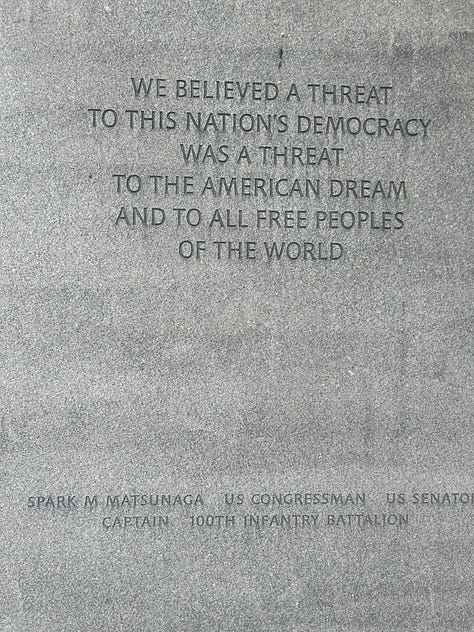 WE BELIEVED A THREAT
TO THIS NATION'S DEMOCRACY
WAS A THREAT
TO THE AMERICAN DREAM
AND TO ALL FREE PEOPLES
OF THE WORLD
SPARK M MATSUNAGA US CONGRESSMAN US SENATOR
CAPTAIN 100TH INFANTRY BATTALION